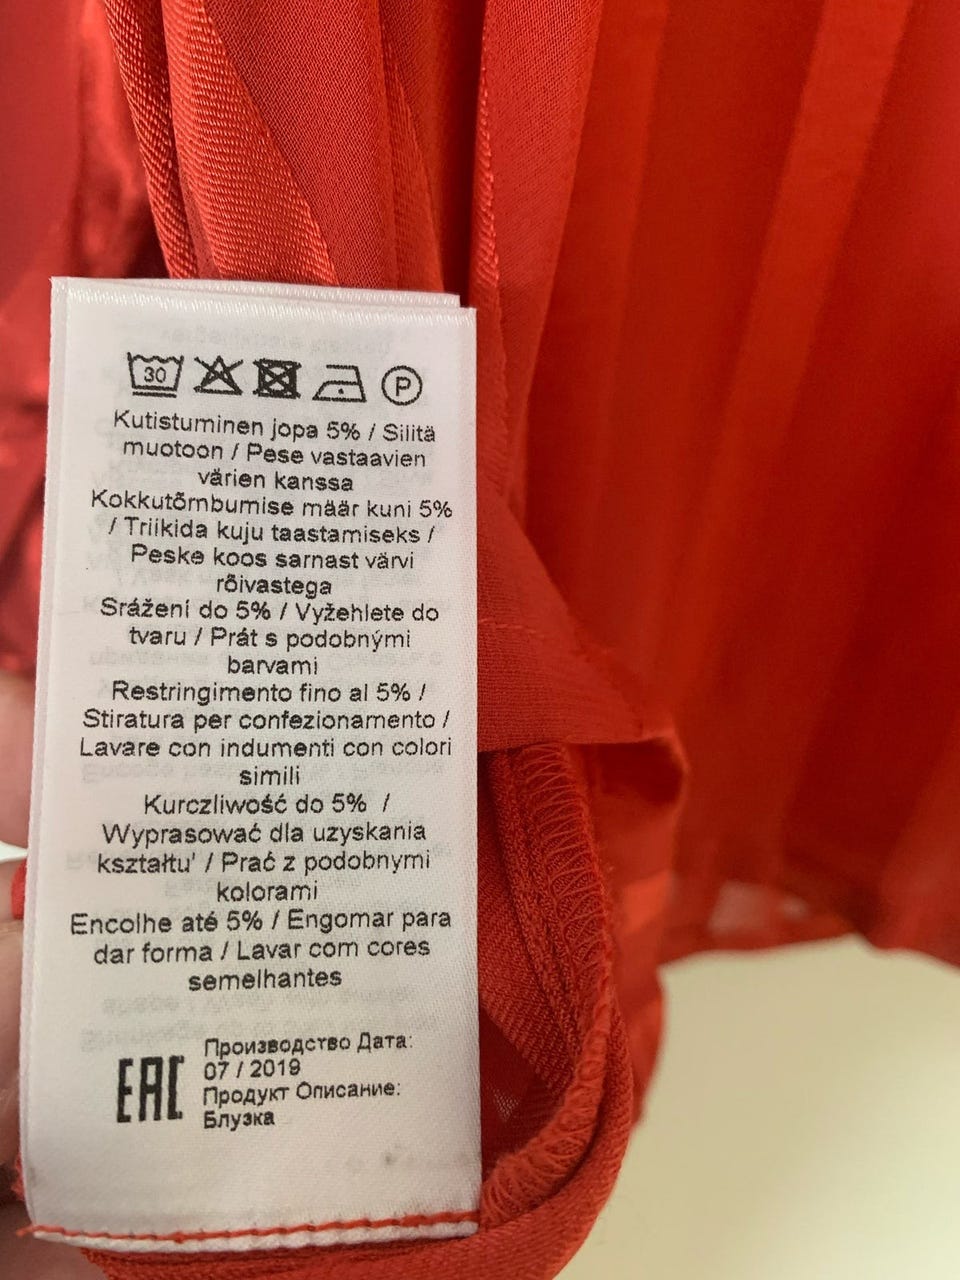 30 P
Kutistuminen jopa 5% / Silitä
muotoon / Pese vastaavien
värien kanssa
Kokkutõmbumise määr kuni 5%
/ Triikida kuju taastamiseks /
Peske koos sarnast värvi
rõivastega
Srážení do 5% / Vyžehlete do
tvaru / Prát s podobnými
barvami
Restringimento fino al 5% /
Stiratura per confezionamento /
Lavare con indumenti con colori
simili
Kurczliwość do 5% /
Wyprasować dla uzyskania
kształtu' / Prać z podobnymi
kolorami
Encolhe até 5% / Engomar para
dar forma / Lavar com cores
semelhantes
EAC
Произвоdство Дата:
07 / 2019
Продукт Описание:
Блузка